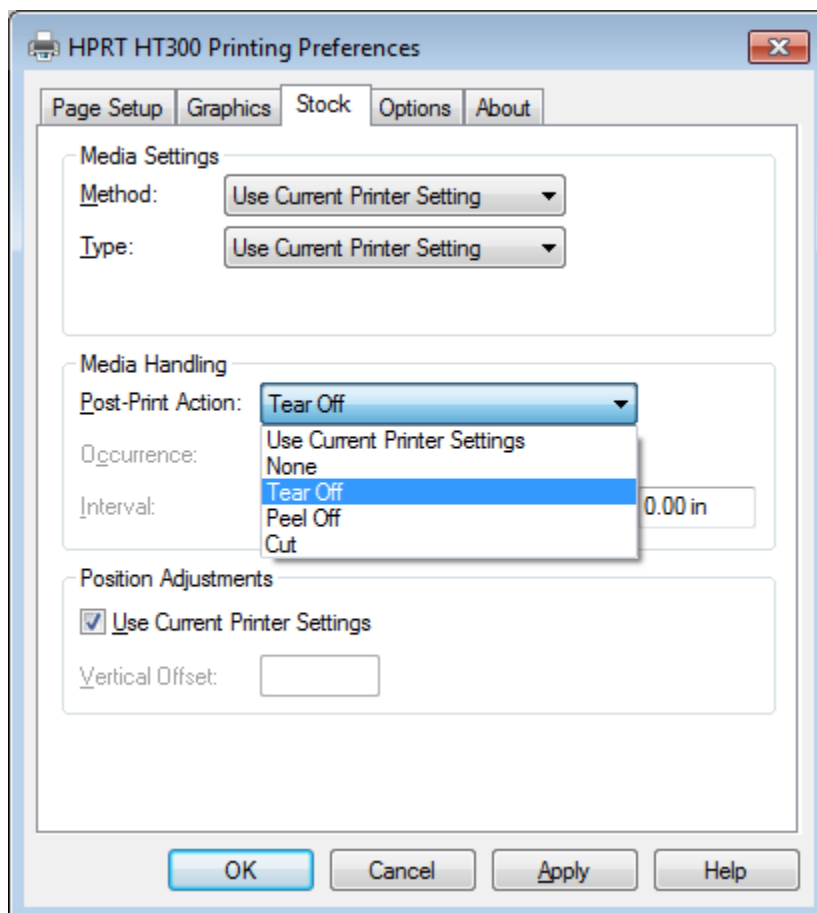 HPRT HT300 Printing Preferences
Page Setup Graphics Stock Options About
Media Settings
Method: Use Current Printer Setting
Type: Use Current Printer Setting
Media Handling
Post-Print Action: Tear Off
Use Current Printer Settings
Occurrence:
None
Tear Off
Interval: 0.00 in
Peel Off
Cut
Position Adjustments
Use Current Printer Settings
Vertical Offset:
OK Cancel Apply Help